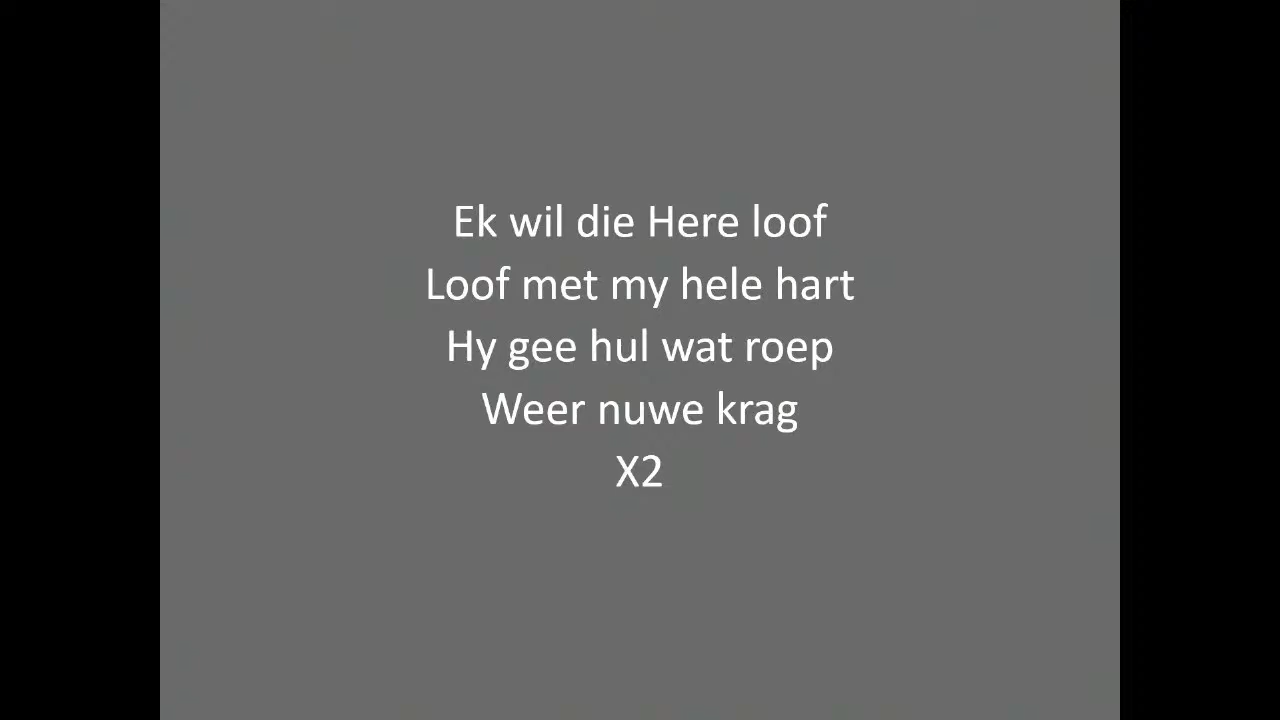 Ek wil die Here loof
Loof met my hele hart
Hy gee hul wat roep
Weer nuwe krag
X2